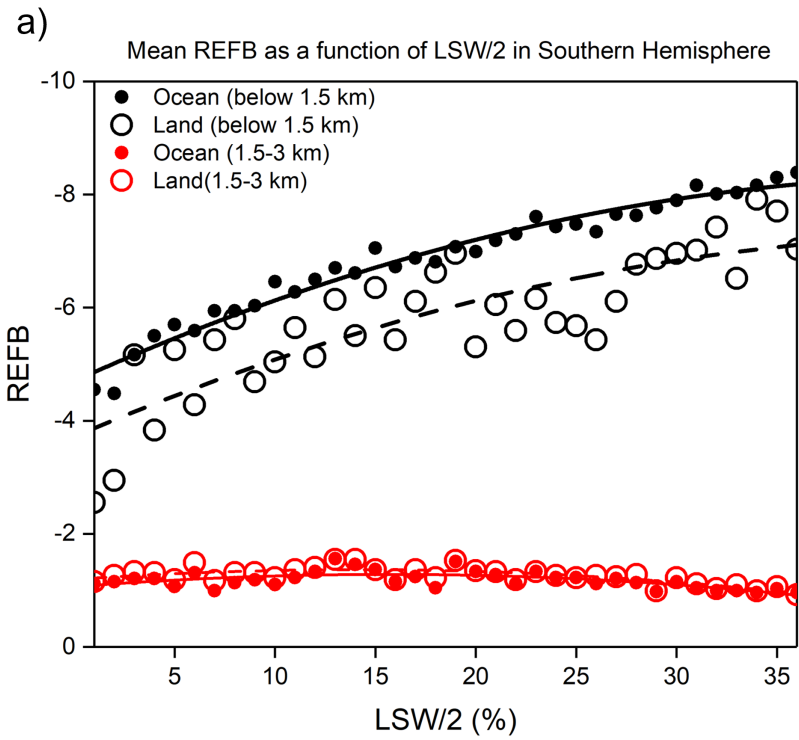 a)
Mean REFB as a function of LSW/2 in Southern Hemisphere
-10
Ocean (below 1.5 km)
Land (below 1.5 km)
Ocean (1.5-3 km)
Land(1.5-3 km)
-8
-6
REFB
-4
-2
0
5 10 15 20 25 30 35
LSW/2 (%)